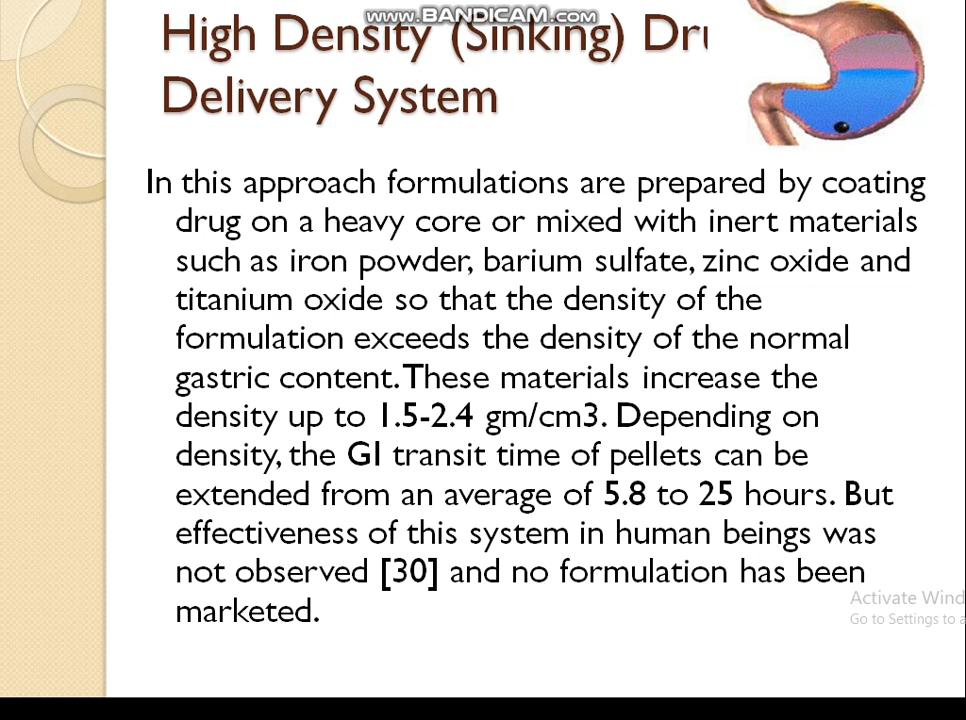 www.BANDICAM.com
High Density (Sinking)
Delivery System
In this approach formulations are prepared by coating
drug on a heavy core or mixed with inert materials
such as iron powder, barium sulfate, zinc oxide and
titanium oxide so that the density of the
formulation exceeds the density of the normal
gastric content. These materials increase the
density up to 1.5-2.4 gm/cm3. Depending on
density, the GI transit time of pellets can be
extended from an average of 5.8 to 25 hours. But
effectiveness of this system in human beings was
not observed [30] and no formulation has been
marketed.
Activate Wind
Go to Settings to a